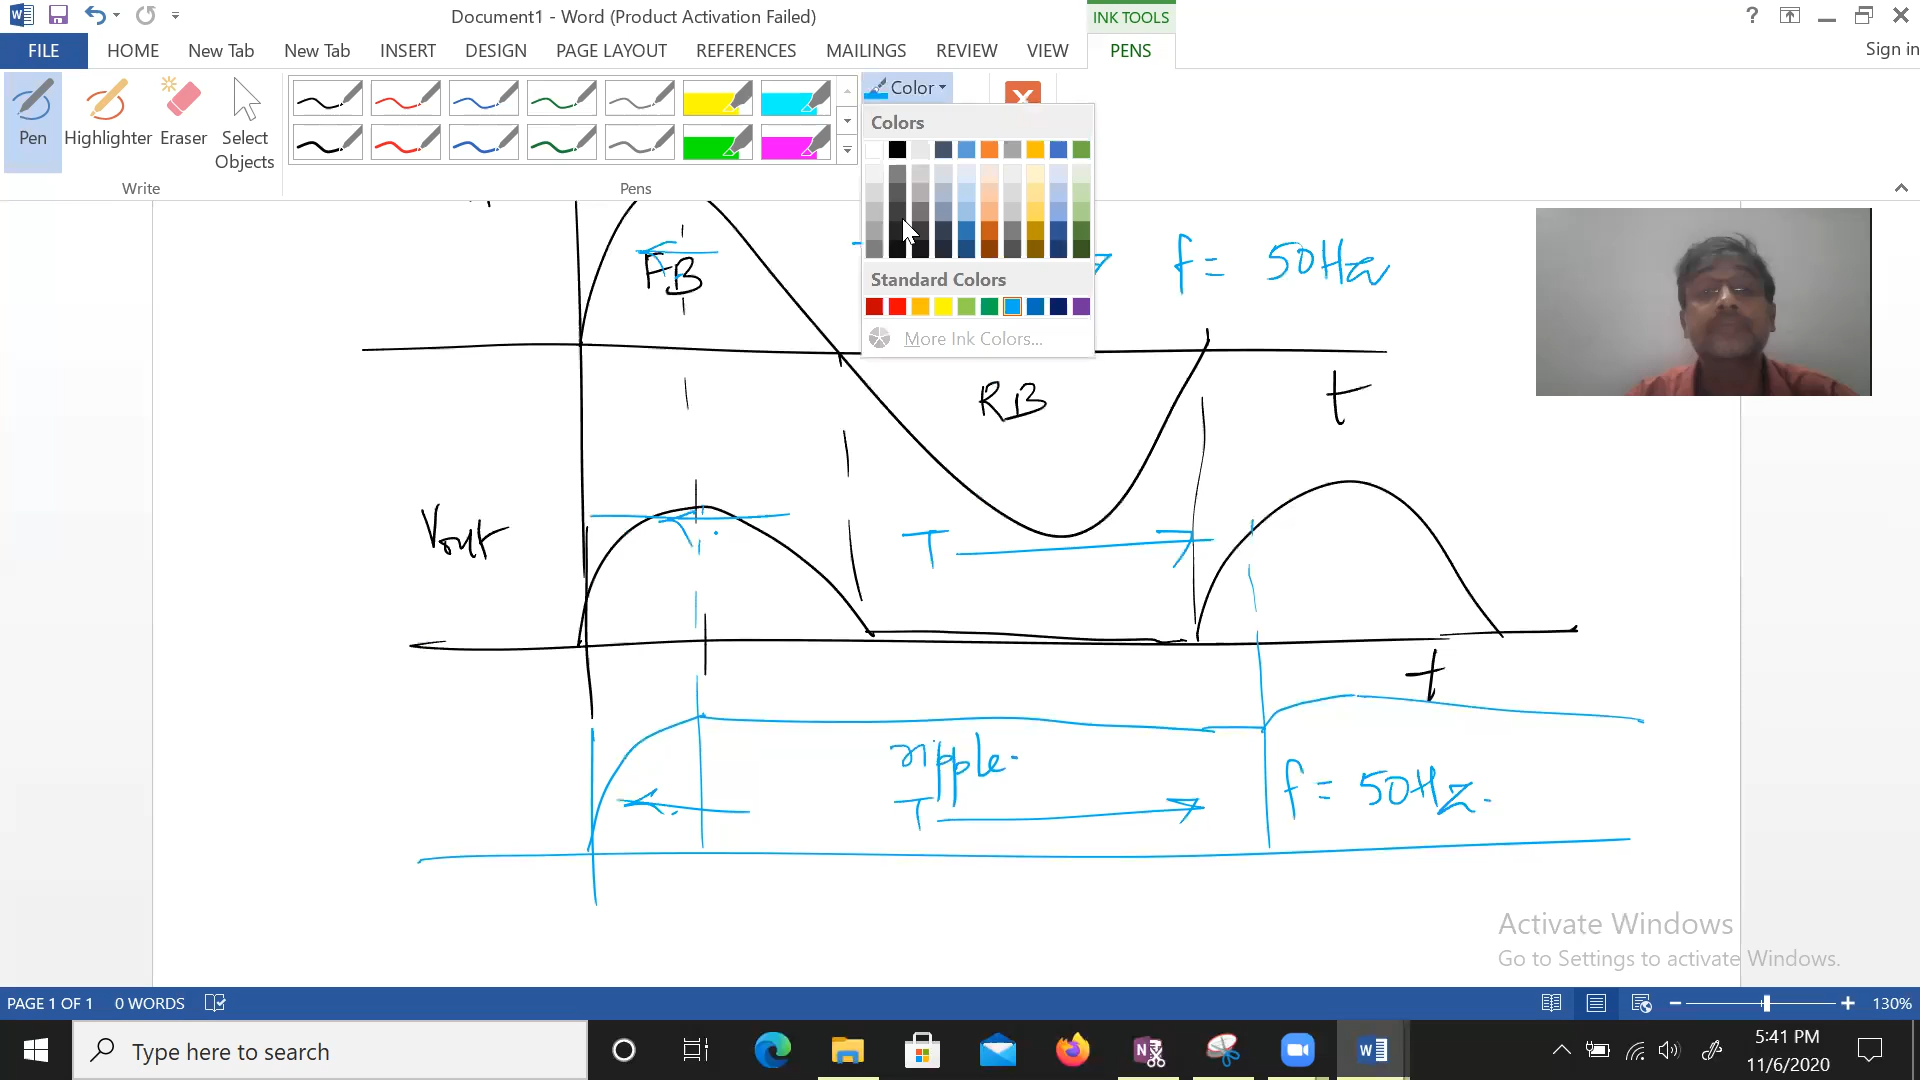 Document1 - Word (Product Activation Failed)
INK TOOLS
?
FILE HOME New Tab New Tab INSERT DESIGN PAGE LAYOUT REFERENCES MAILINGS REVIEW VIEW PENS Sign in
Pen Highlighter Eraser Select Objects
Color
Write
Pens
Colors
Standard Colors
More Ink Colors...
FB
f = 50Hz
RB
t
Vout
T
t
ripple.
T
f = 50Hz.
Activate Windows
Go to Settings to activate Windows.
PAGE 1 OF 1 0 WORDS
130%
Type here to search
5:41 PM
11/6/2020